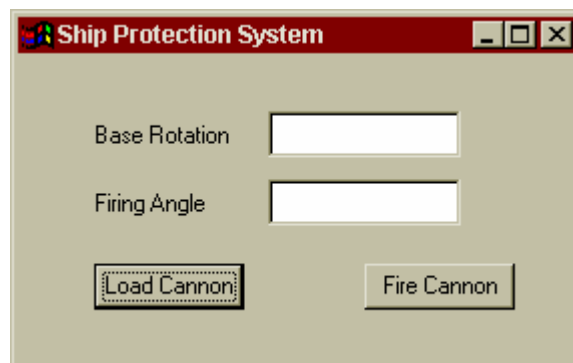 Ship Protection System
Base Rotation
Firing Angle
Load Cannon Fire Cannon